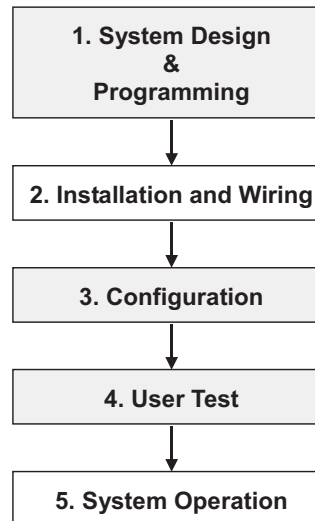 1. System Design
&
Programming
2. Installation and Wiring
3. Configuration
4. User Test
5. System Operation